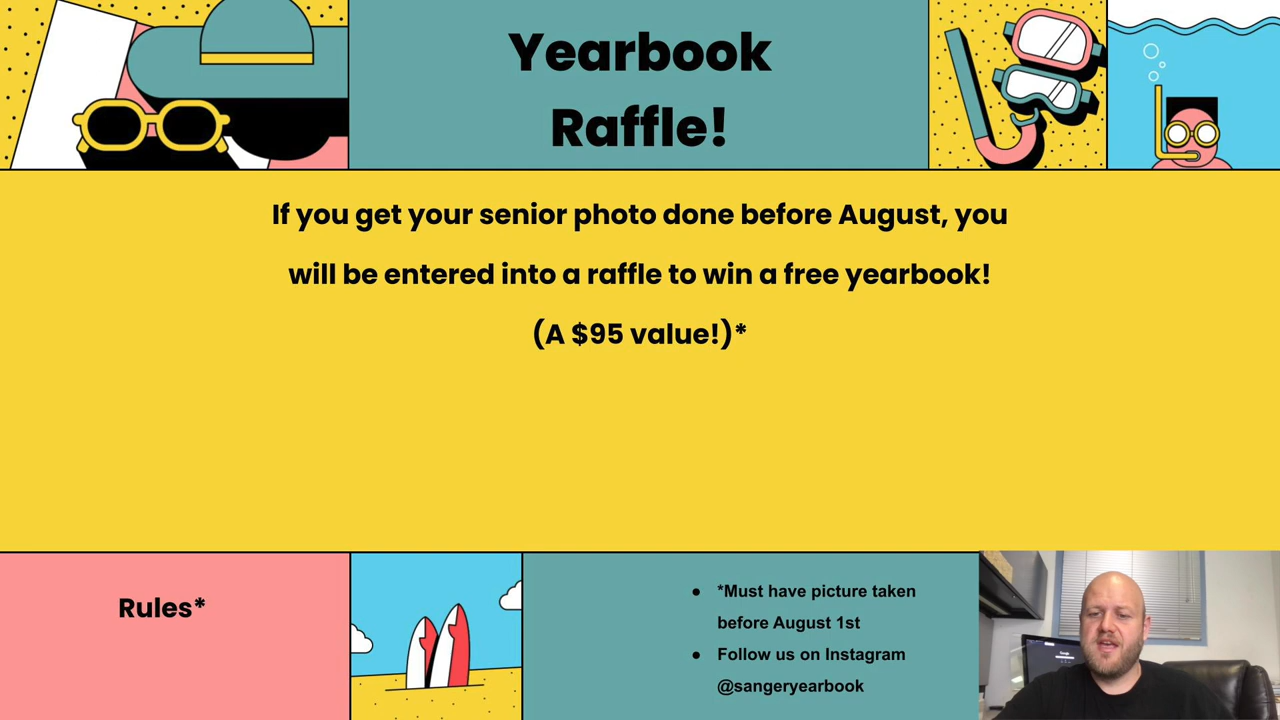 Yearbook
Raffle!
If you get your senior photo done before August, you
will be entered into a raffle to win a free yearbook!
(A $95 value!)*
Rules*
● *Must have picture taken
before August 1st
● Follow us on Instagram
@sangeryearbook